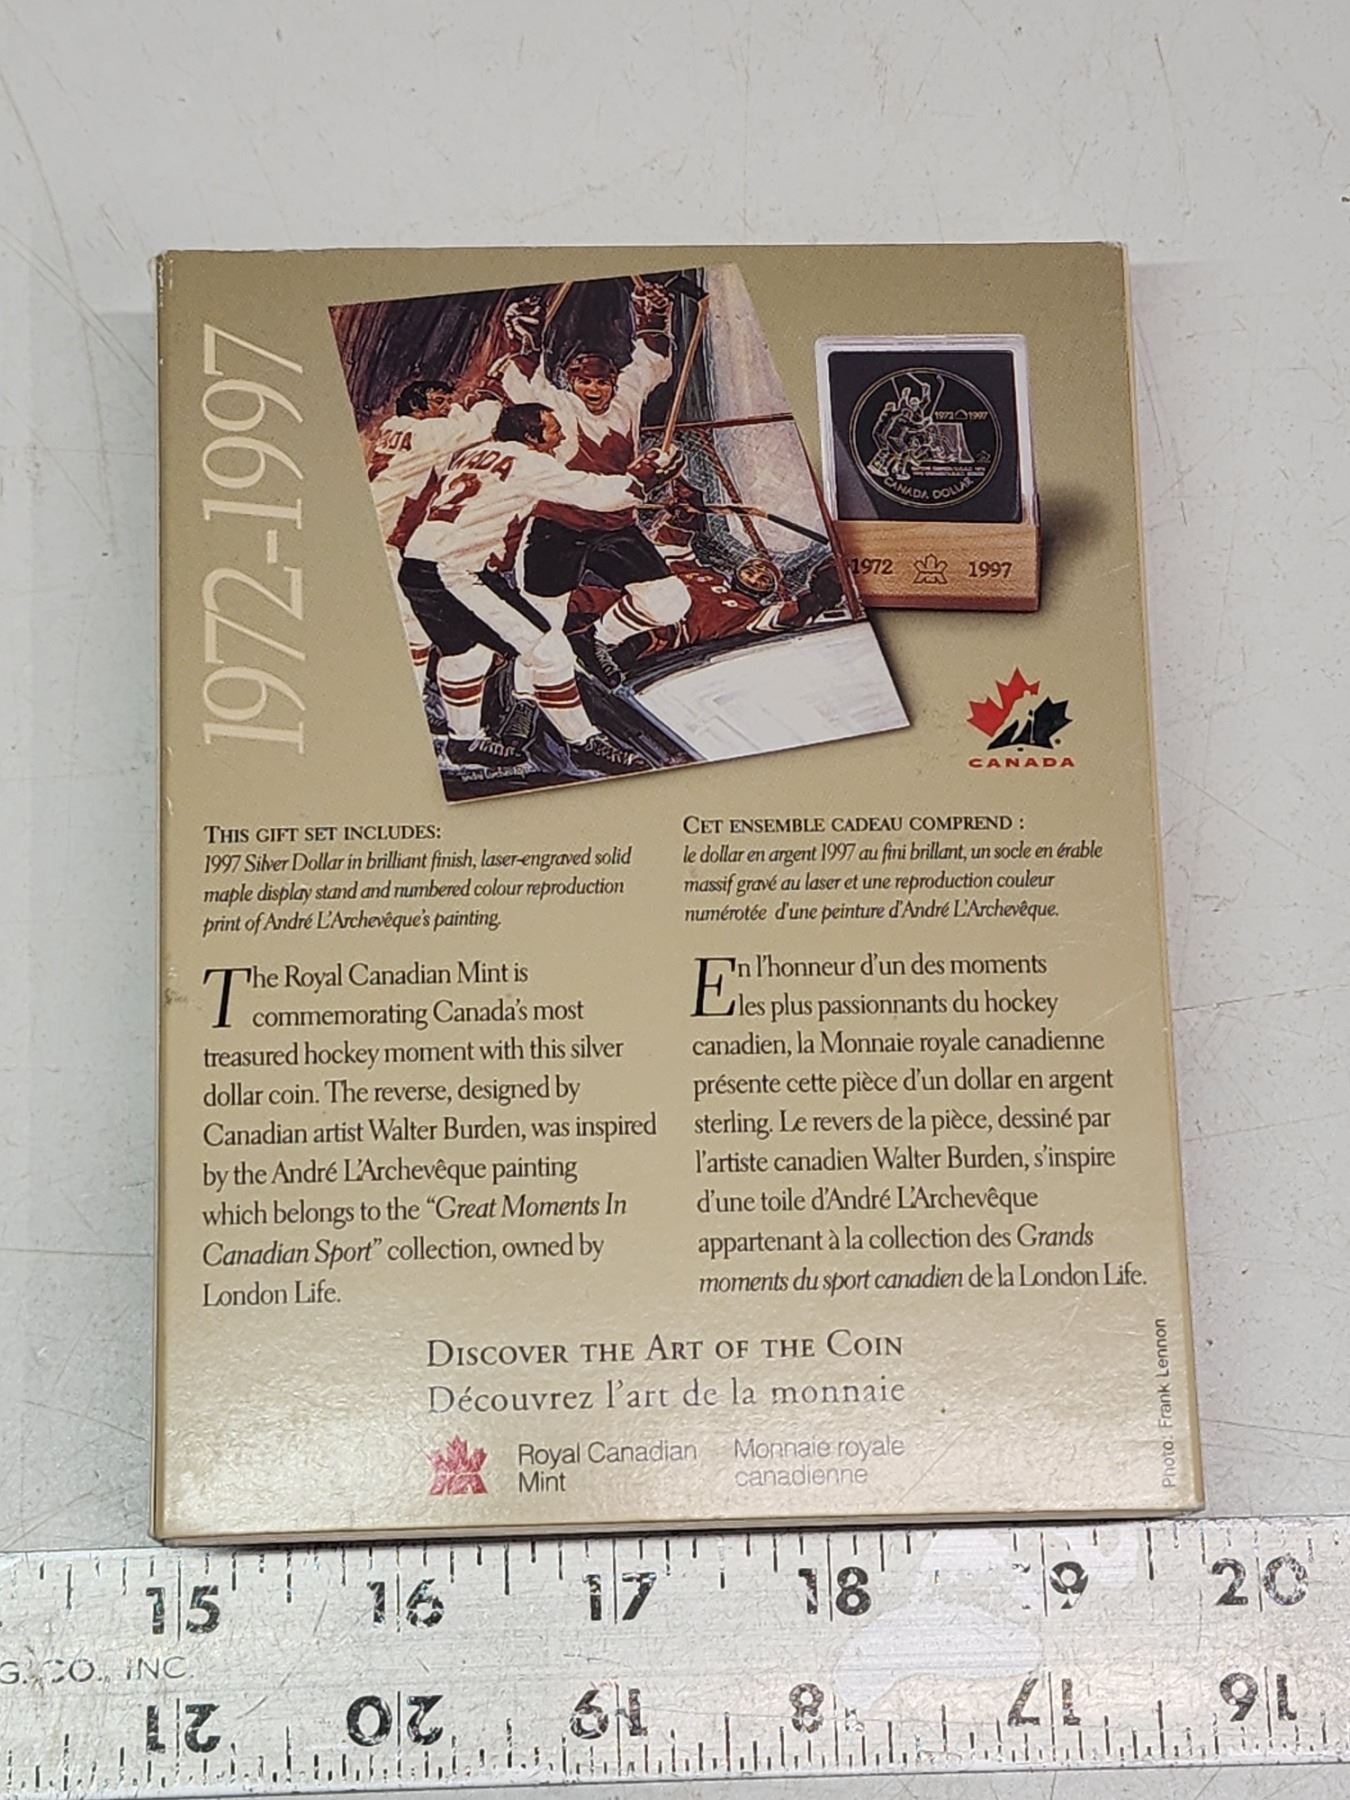 1972-1997
NADA
NADA
12
CCCP
1972 1997
CANADA DOLLAR
1972 1997
CANADA
THIS GIFT SET INCLUDES:
1997 Silver Dollar in brilliant finish, laser-engraved solid
maple display stand and numbered colour reproduction
print of André L'Archevêque's painting.
The Royal Canadian Mint is
commemorating Canada's most
treasured hockey moment with this silver
dollar coin. The reverse, designed by
Canadian artist Walter Burden, was inspired
by the André L'Archevêque painting
which belongs to the "Great Moments In
Canadian Sport" collection, owned by
London Life.
CET ENSEMBLE CADEAU COMPREND :
le dollar en argent 1997 au fini brillant, un socle en érable
massif gravé au laser et une reproduction couleur
numérotée d'une peinture d'André L'Archevêque.
En l'honneur d'un des moments
les plus passionnants du hockey
canadien, la Monnaie royale canadienne
présente cette pièce d'un dollar en argent
sterling. Le revers de la pièce, dessiné par
l'artiste canadien Walter Burden, s'inspire
d'une toile d'André L'Archevêque
appartenant à la collection des Grands
moments du sport canadien de la London Life.
Photo: Frank Lennon
DISCOVER THE ART OF THE COIN
Découvrez l'art de la monnaie
Royal Canadian Monnaie royale
Mint canadienne
15 16 17 18 19 20
G. CO., INC.
21 20 19 18 17 16